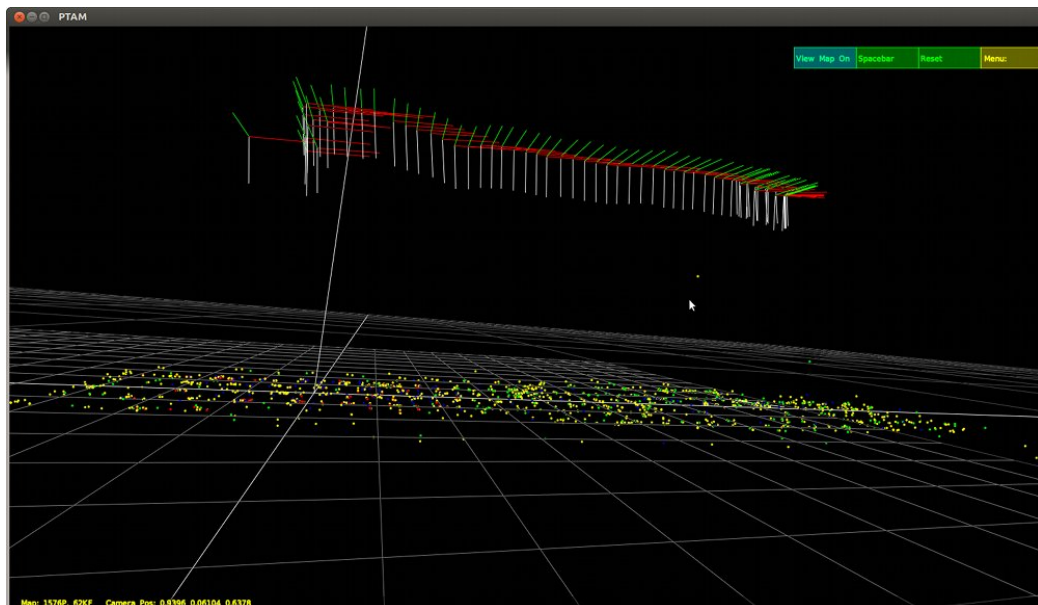 PTAM
View Map On Spacebar Reset Menu:
Map: 1576P, 62KF Camera Pos: 0.9396 0.06104 0.6378